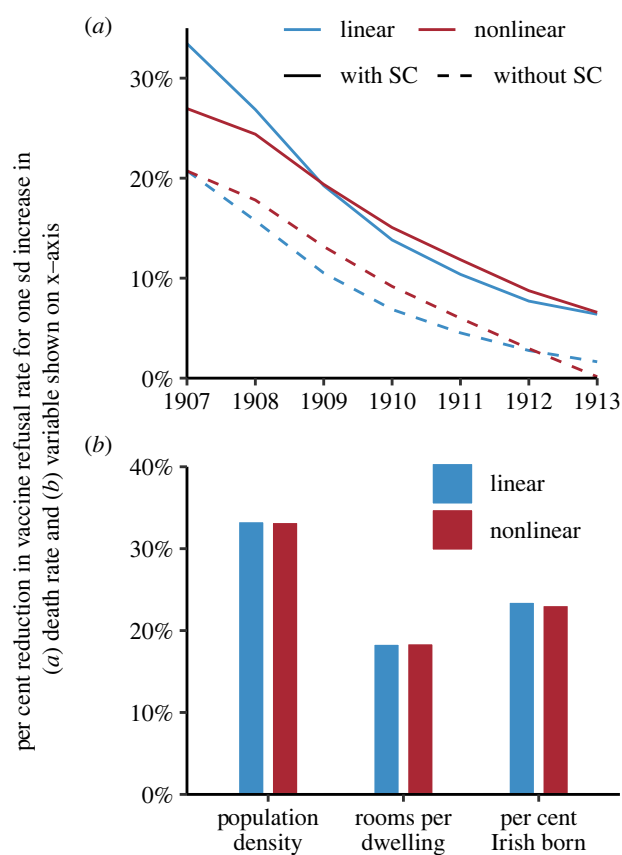 per cent reduction in vaccine refusal rate for one sd increase in
(a) death rate and (b) variable shown on x–axis
(a)
linear
nonlinear
with SC
without SC
30%
20%
10%
0%
1907 1908 1909 1910 1911 1912 1913
(b)
40%
30%
20%
10%
0%
linear
nonlinear
population
density
rooms per
dwelling
per cent
Irish born